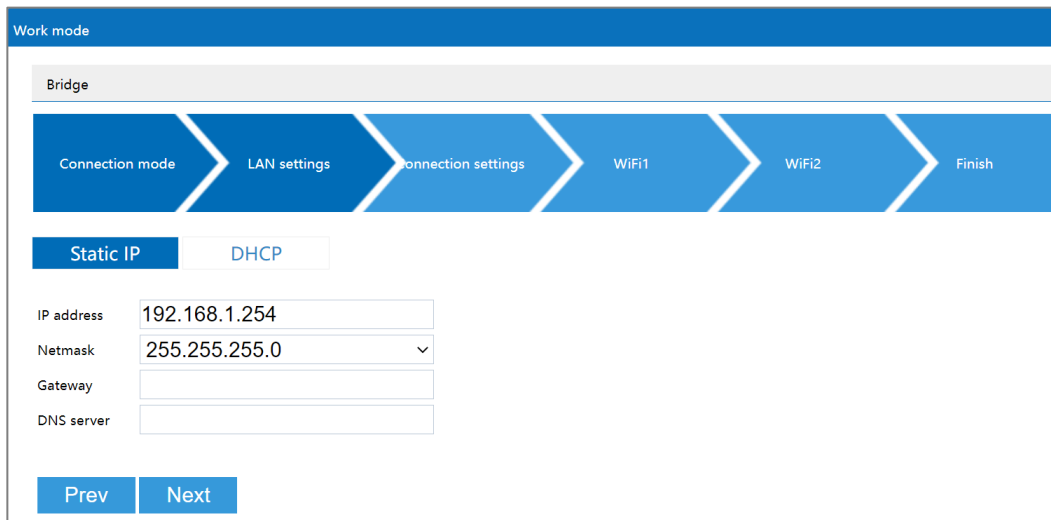 Work mode
Bridge
Connection mode LAN settings onnection settings WiFi1 WiFi2 Finish
Static IP DHCP
IP address 192.168.1.254
Netmask 255.255.255.0
Gateway
DNS server
Prev Next